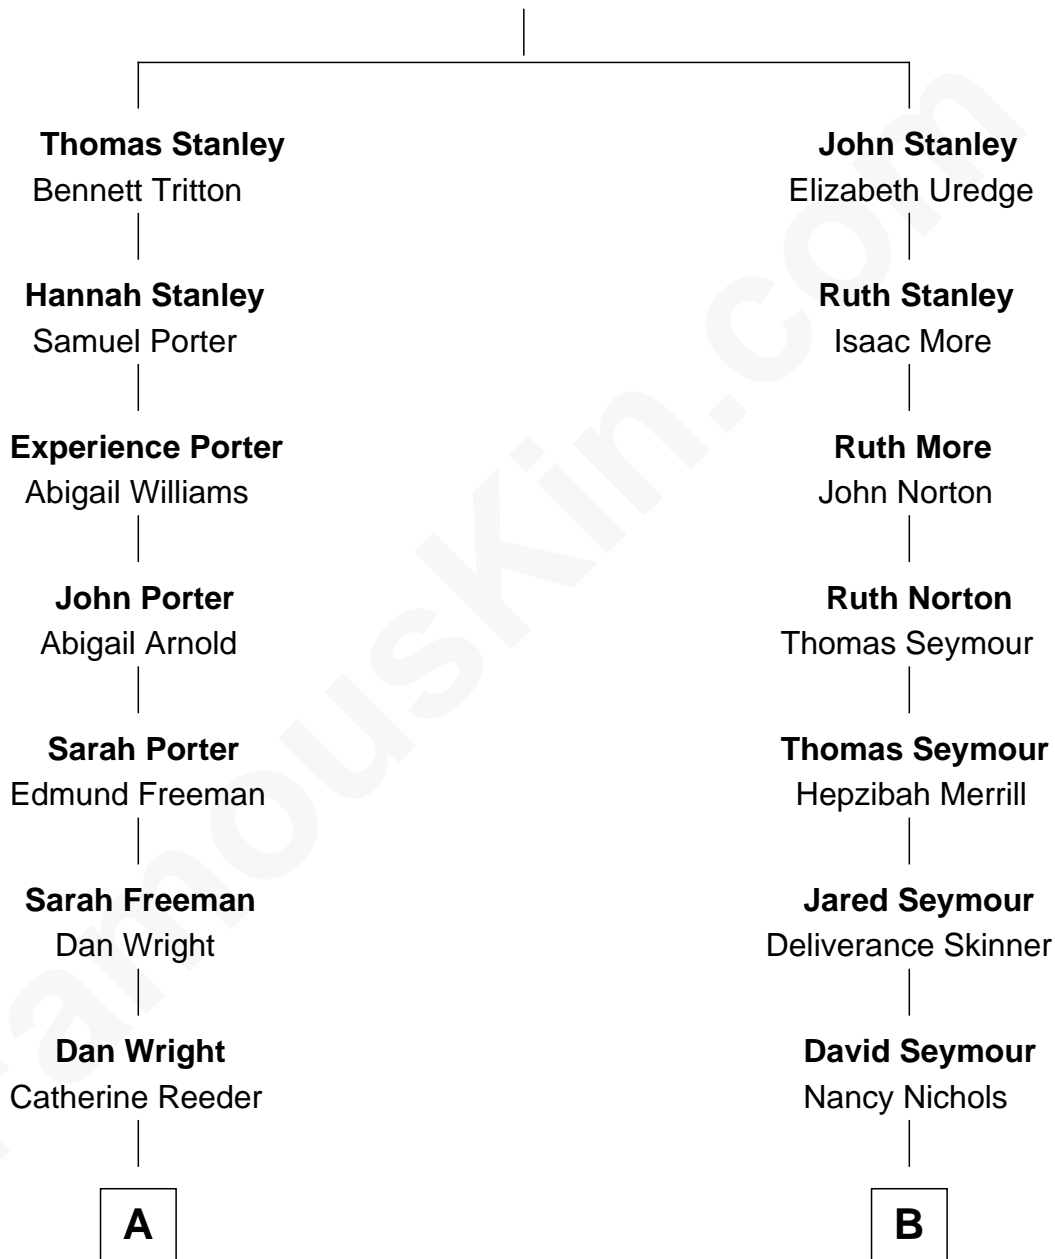 Thomas Stanley
Bennett Tritton
Hannah Stanley
Samuel Porter
Experience Porter
Abigail Williams
John Porter
Abigail Arnold
Sarah Porter
Edmund Freeman
Sarah Freeman
Dan Wright
Dan Wright
Catherine Reeder
A
John Stanley
Elizabeth Uredge
Ruth Stanley
Isaac More
Ruth More
John Norton
Ruth Norton
Thomas Seymour
Thomas Seymour
Hepzibah Merrill
Jared Seymour
Deliverance Skinner
David Seymour
Nancy Nichols
B
FamousKin.com